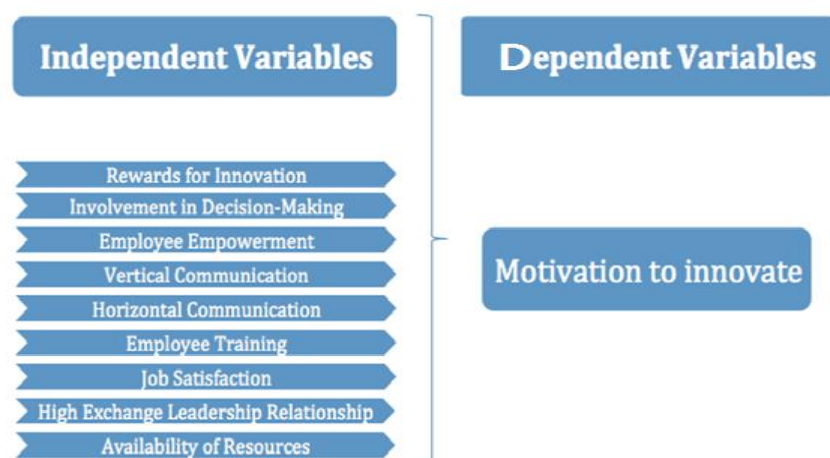 Independent Variables
Dependent Variables
Rewards for Innovation
Involvement in Decision-Making
Employee Empowerment
Vertical Communication
Horizontal Communication
Employee Training
Job Satisfaction
High Exchange Leadership Relationship
Availability of Resources
Motivation to innovate